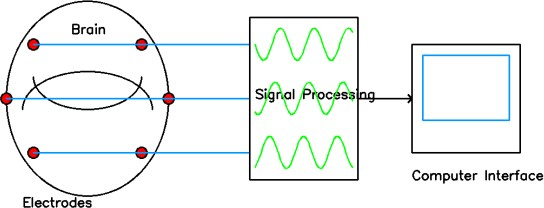 Brain
Signal Processing
Computer Interface
Electrodes